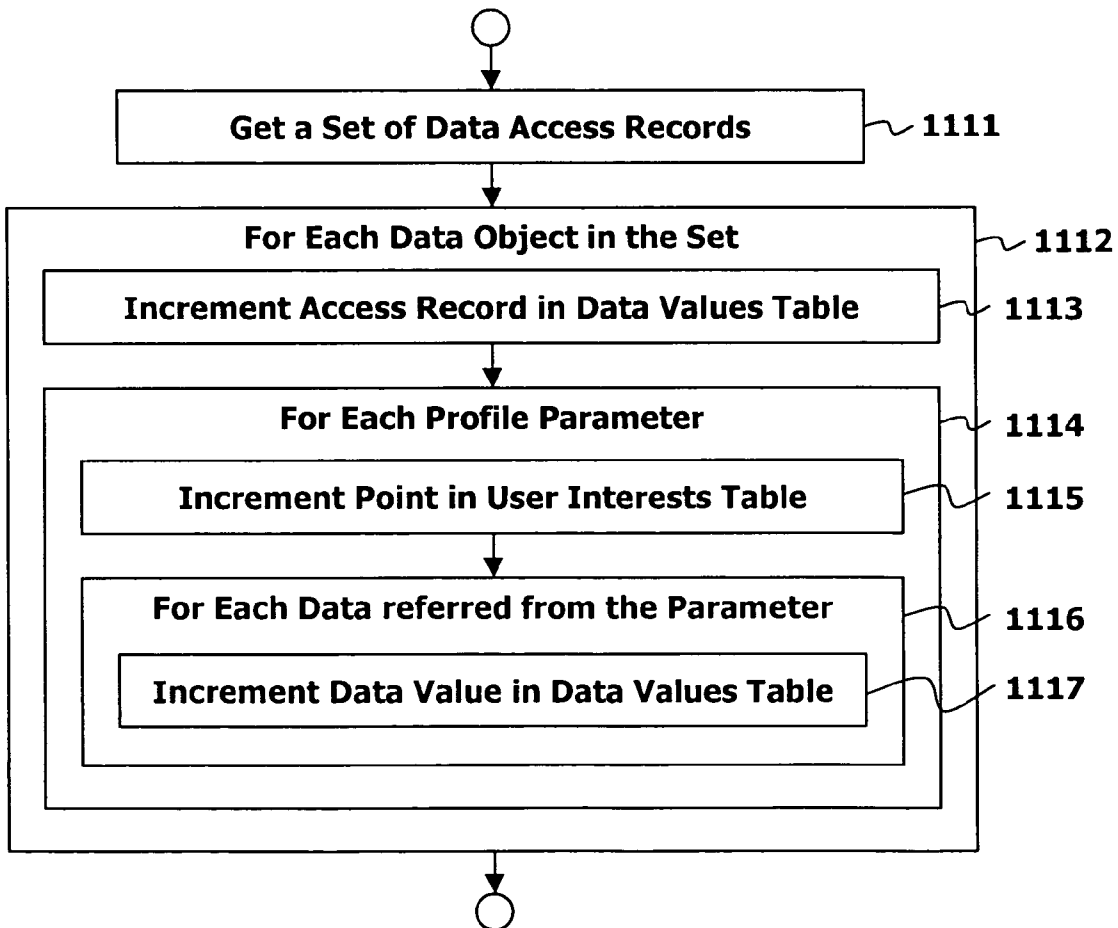 Get a Set of Data Access Records
1111
For Each Data Object in the Set
1112
Increment Access Record in Data Values Table
1113
For Each Profile Parameter
1114
Increment Point in User Interests Table
1115
For Each Data referred from the Parameter
1116
Increment Data Value in Data Values Table
1117